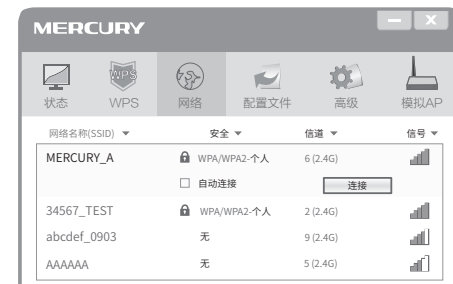 MERCURY
WPS
状态 WPS 网络 配置文件 高级 模拟AP
网络名称(SSID) 安全 信道 信号
MERCURY_A WPA/WPA2-个人 6 (2.4G)
自动连接 连接
34567_TEST WPA/WPA2-个人 2 (2.4G)
abcdef_0903 无 9 (2.4G)
AAAAAA 无 5 (2.4G)